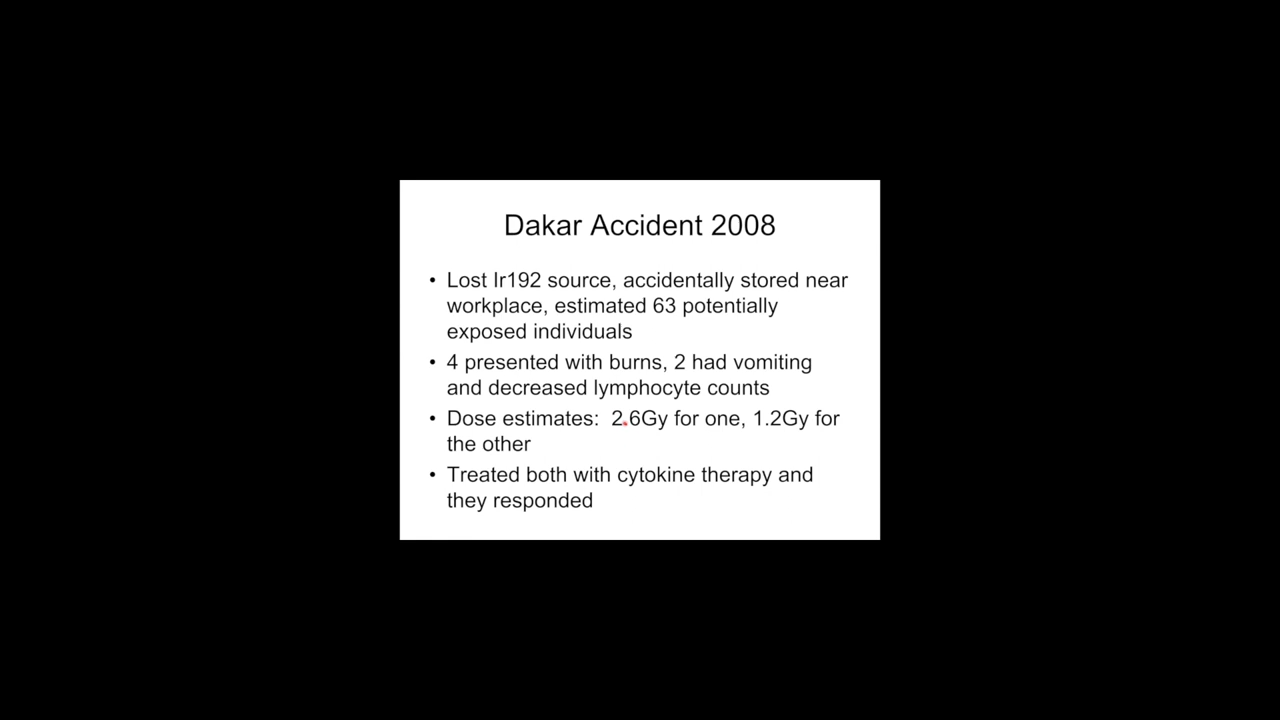 Dakar Accident 2008
• Lost Ir192 source, accidentally stored near
workplace, estimated 63 potentially
exposed individuals
• 4 presented with burns, 2 had vomiting
and decreased lymphocyte counts
• Dose estimates:  2.6Gy for one, 1.2Gy for
the other
• Treated both with cytokine therapy and
they responded